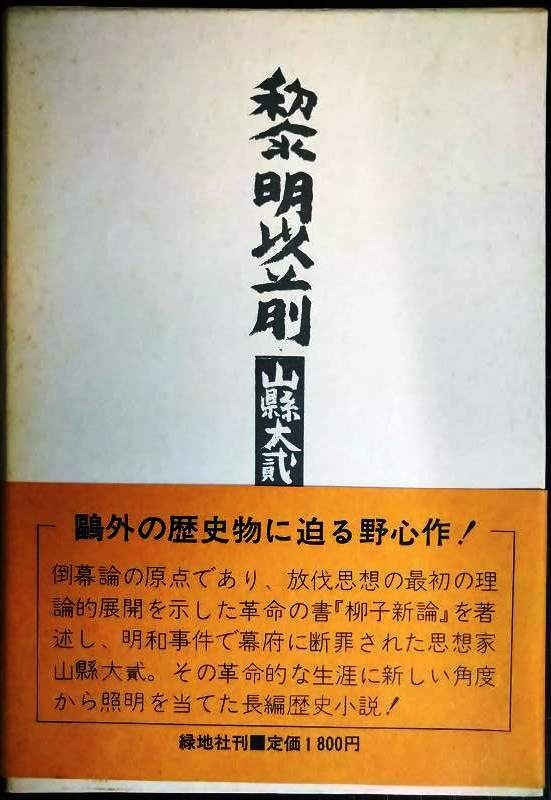 黎明以前
山縣大貳
鷗外の歴史物に迫る野心作!
倒幕論の原点であり、放伐思想の最初の理
論的展開を示した革命の書『柳子新論』を著
述し、明和事件で幕府に断罪された思想家
山縣大貳。その革命的な生涯に新しい角度
から照明を当てた長編歴史小説!
緑地社刊■定価1800円